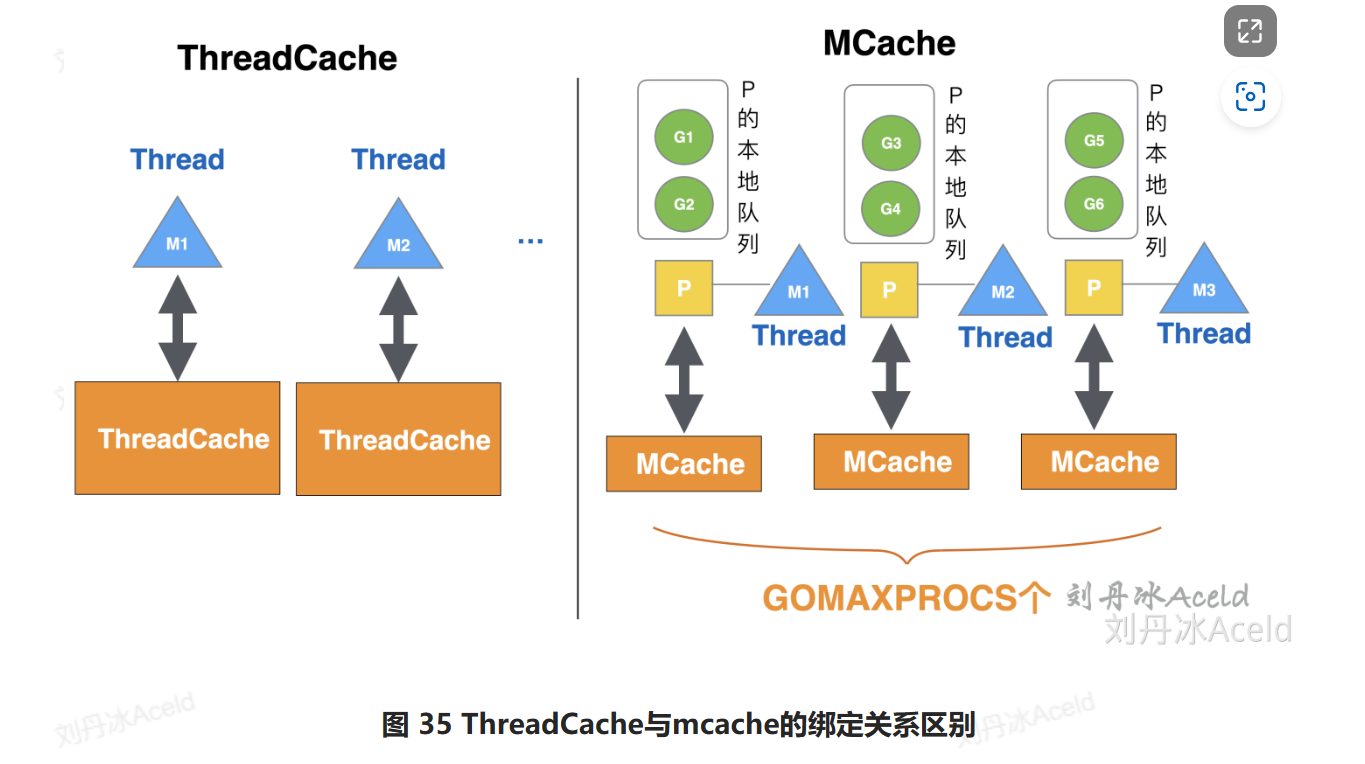 ThreadCache
Thread
Thread
M1
M2
...
ThreadCache
ThreadCache
MCache
G1
G2
P的本地队列
G3
G4
P的本地队列
G5
G6
P的本地队列
P
M1
Thread
P
M2
Thread
P
M3
Thread
MCache
MCache
MCache
GOMAXPROCS个
刘丹冰Aceld
刘丹冰Aceld
图 35 ThreadCache与mcache的绑定关系区别
刘丹冰Aceld
刘丹冰Aceld